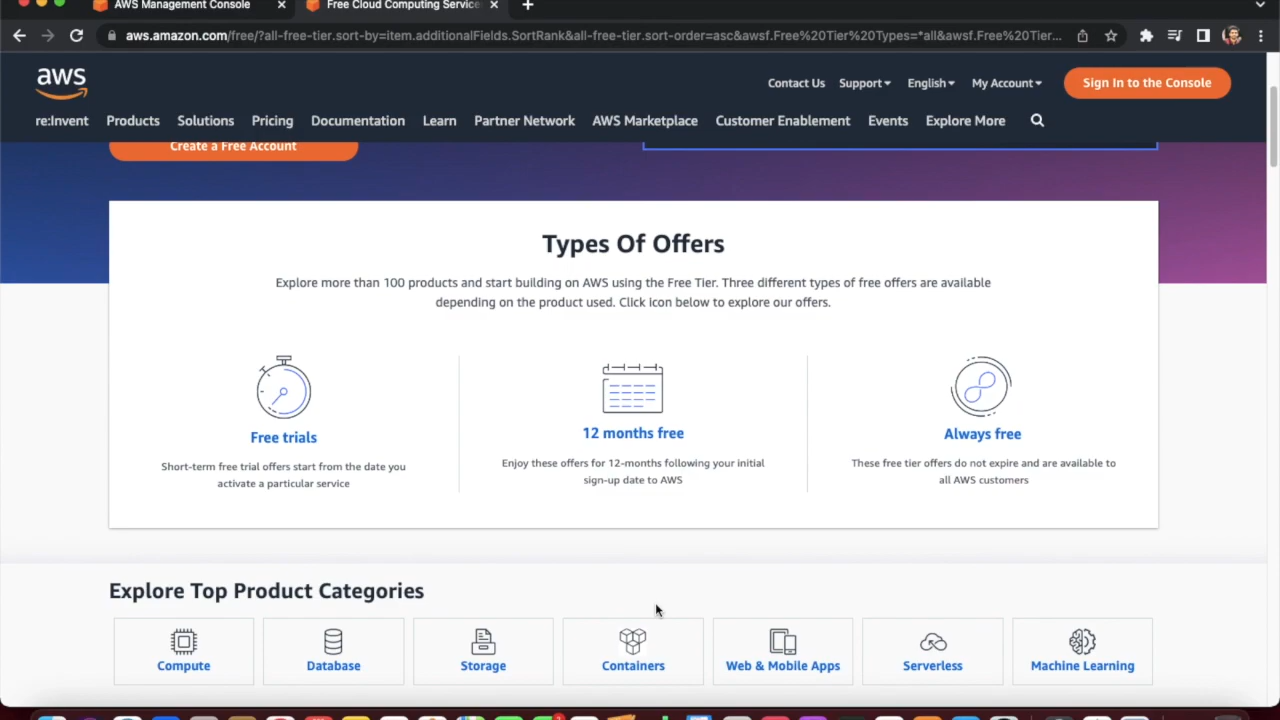 AWS Management Console
Free Cloud Computing Service
aws.amazon.com/free/?all-free-tier.sort-by=item.additionalFields.SortRank&all-free-tier.sort-order=asc&awsf.Free%20Tier%20Types=*all&awsf.Free%20Tier...
aws
Contact Us Support English My Account Sign In to the Console
re:Invent Products Solutions Pricing Documentation Learn Partner Network AWS Marketplace Customer Enablement Events Explore More
Create a Free Account
Types Of Offers
Explore more than 100 products and start building on AWS using the Free Tier. Three different types of free offers are available
depending on the product used. Click icon below to explore our offers.
Free trials
Short-term free trial offers start from the date you
activate a particular service
12 months free
Enjoy these offers for 12-months following your initial
sign-up date to AWS
Always free
These free tier offers do not expire and are available to
all AWS customers
Explore Top Product Categories
Compute Database Storage Containers Web & Mobile Apps Serverless Machine Learning